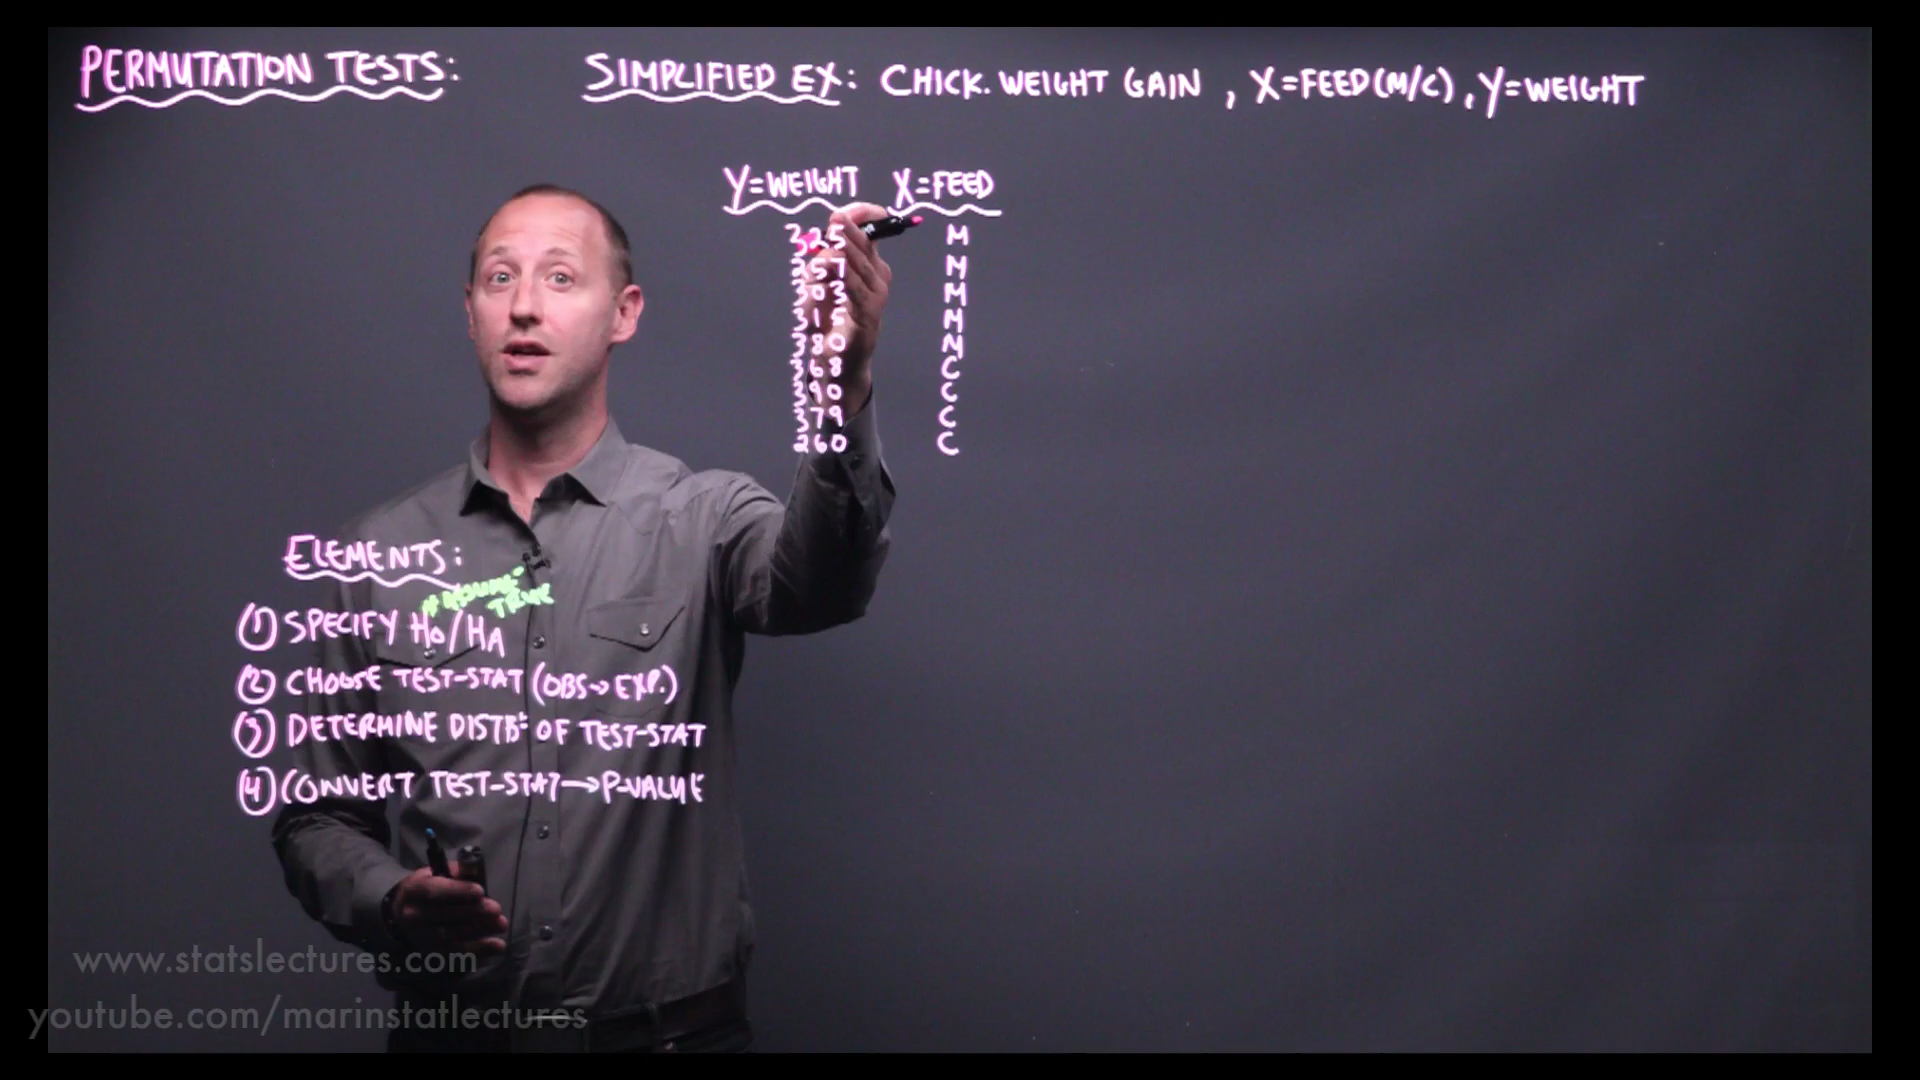 PERMUTATION TESTS:
SIMPLIFIED EX: CHICK. WEIGHT GAIN, X=FEED(M/C), Y=WEIGHT
Y=WEIGHT X=FEED
325 M
257 M
303 M
315 M
380 M
368 C
390 C
379 C
260 C
ELEMENTS:
TRUE
① SPECIFY H0/HA
② CHOOSE TEST-STAT (OBS→EXP.)
③ DETERMINE DISTB= OF TEST-STAT
④ CONVERT TEST-STAT→P-VALUE
www.statslectures.com
youtube.com/marinstatlectures